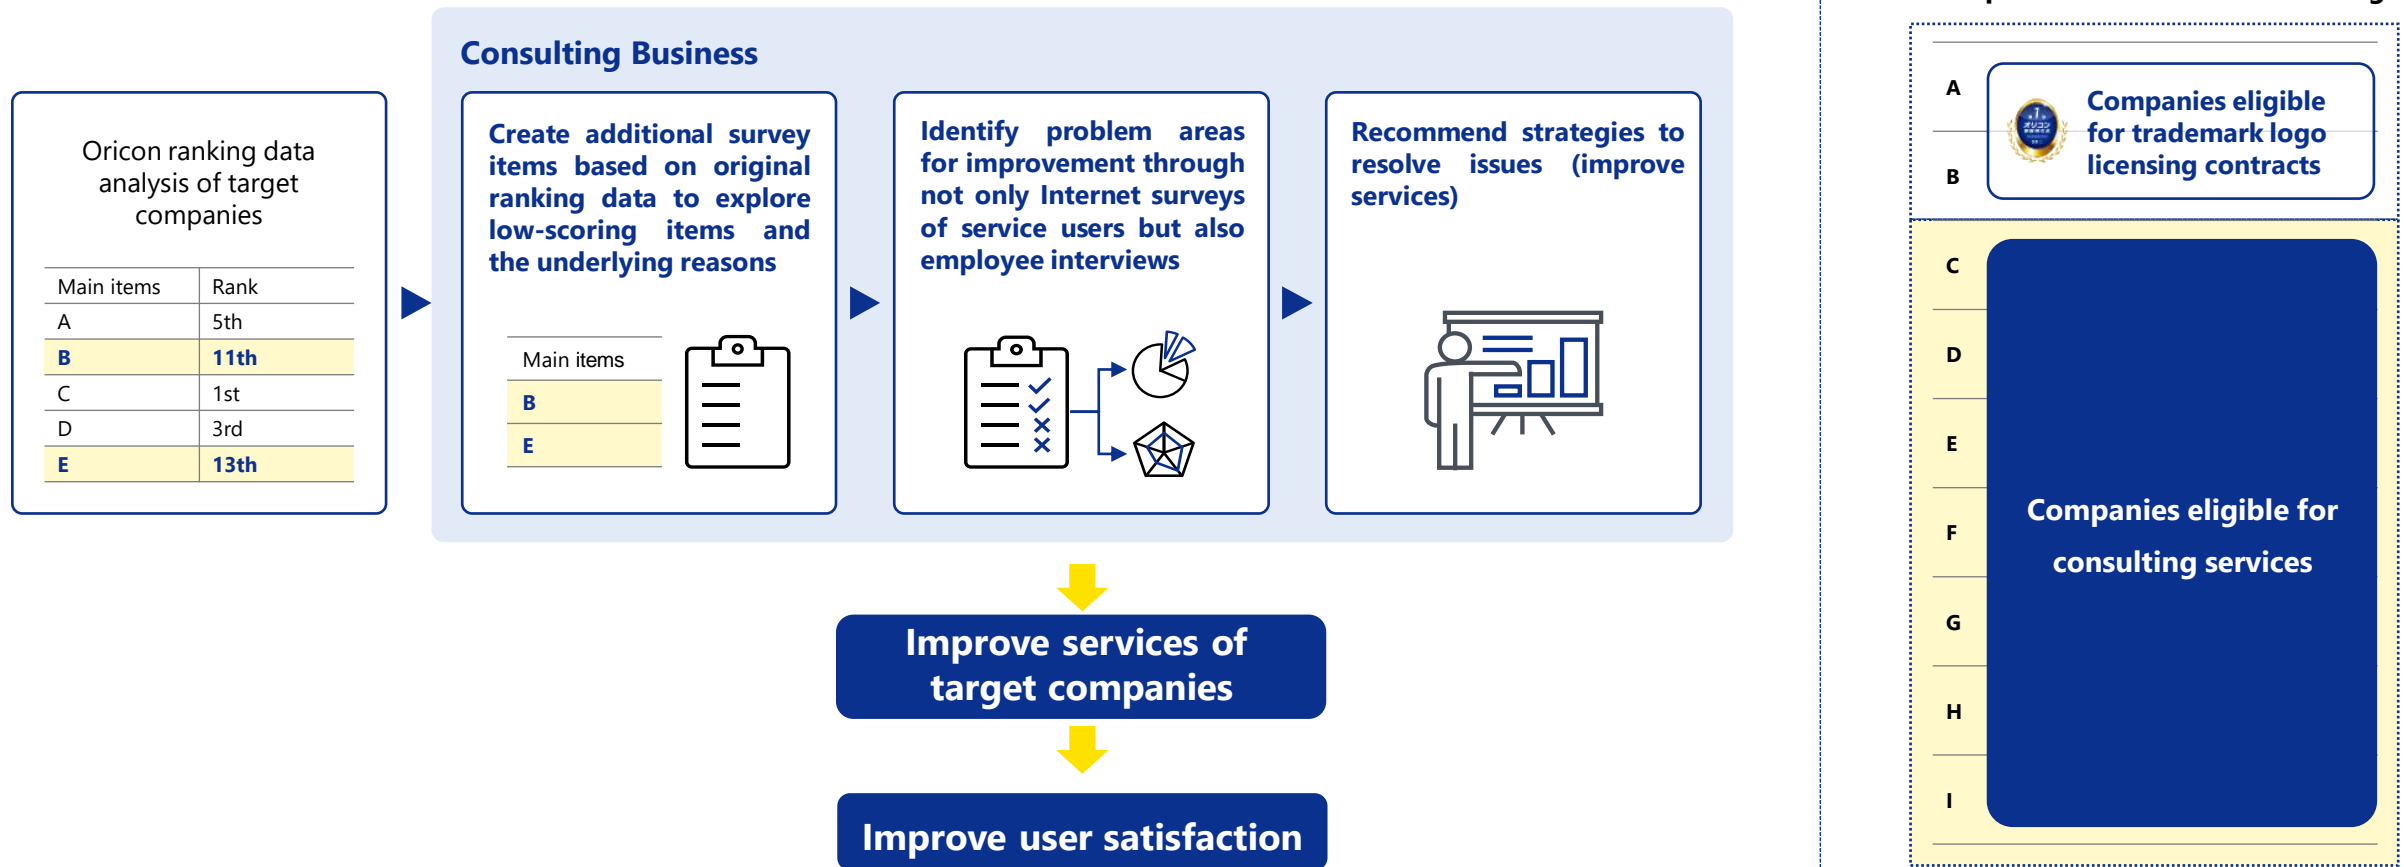 Consulting Business
Oricon ranking data
analysis of target
companies
Main items Rank
A 5th
B 11th
C 1st
D 3rd
E 13th
Create additional survey
items based on original
ranking data to explore
low-scoring items and
the underlying reasons
Main items
B
E
Identify problem areas
for improvement through
not only Internet surveys
of service users but also
employee interviews
Recommend strategies to
resolve issues (improve
services)
Improve services of
target companies
Improve user satisfaction
A
B
オリコン
Companies eligible
for trademark logo
licensing contracts
C
D
E
F
G
H
I
Companies eligible for
consulting services